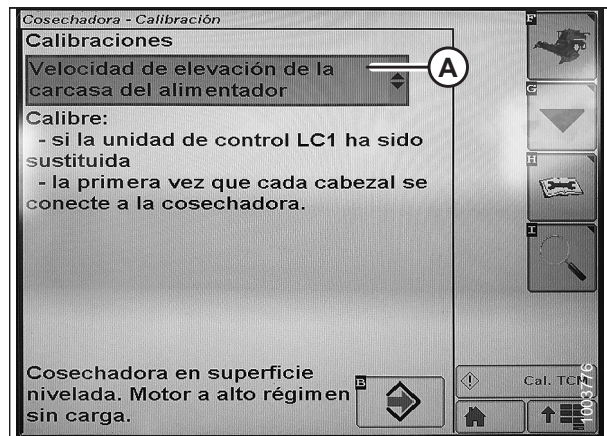 Cosechadora - Calibración
Calibraciones
Velocidad de elevación de la
carcasa del alimentador
A
Calibre:
- si la unidad de control LC1 ha sido
sustituida
- la primera vez que cada cabezal se
conecte a la cosechadora.
Cosechadora en superficie
nivelada. Motor a alto régimen
sin carga.
B
F
G
H
I
Cal. TCM
1003776